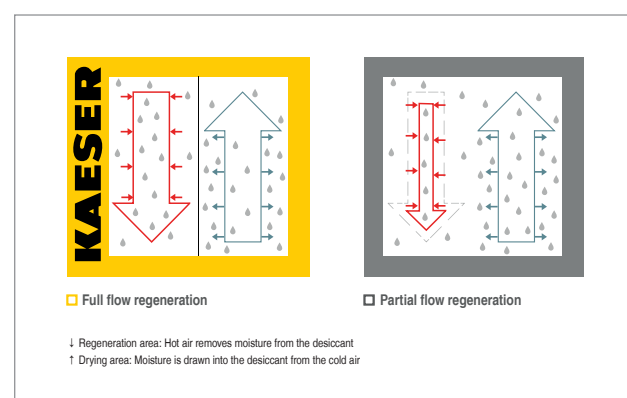 KAESER
Full flow regeneration
Partial flow regeneration
↓ Regeneration area: Hot air removes moisture from the desiccant
↑ Drying area: Moisture is drawn into the desiccant from the cold air